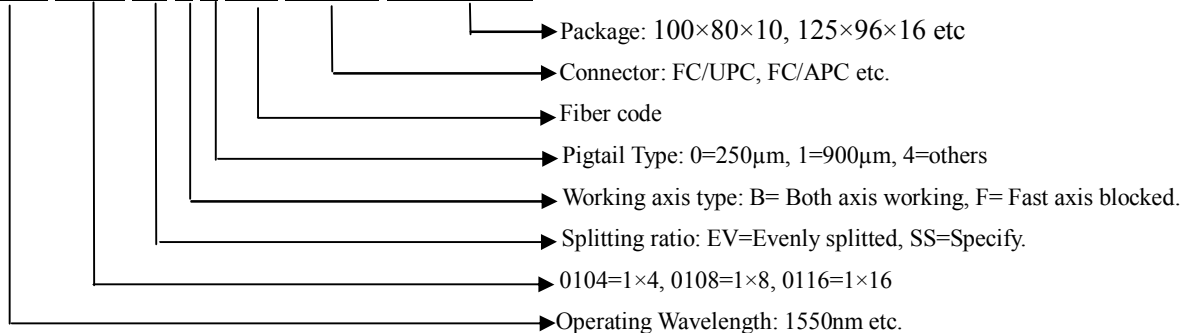 Package: 100×80×10, 125×96×16 etc
Connector: FC/UPC, FC/APC etc.
Fiber code
Pigtail Type: 0=250μm, 1=900μm, 4=others
Working axis type: B= Both axis working, F= Fast axis blocked.
Splitting ratio: EV=Evenly splitted, SS=Specify.
0104=1×4, 0108=1×8, 0116=1×16
Operating Wavelength: 1550nm etc.